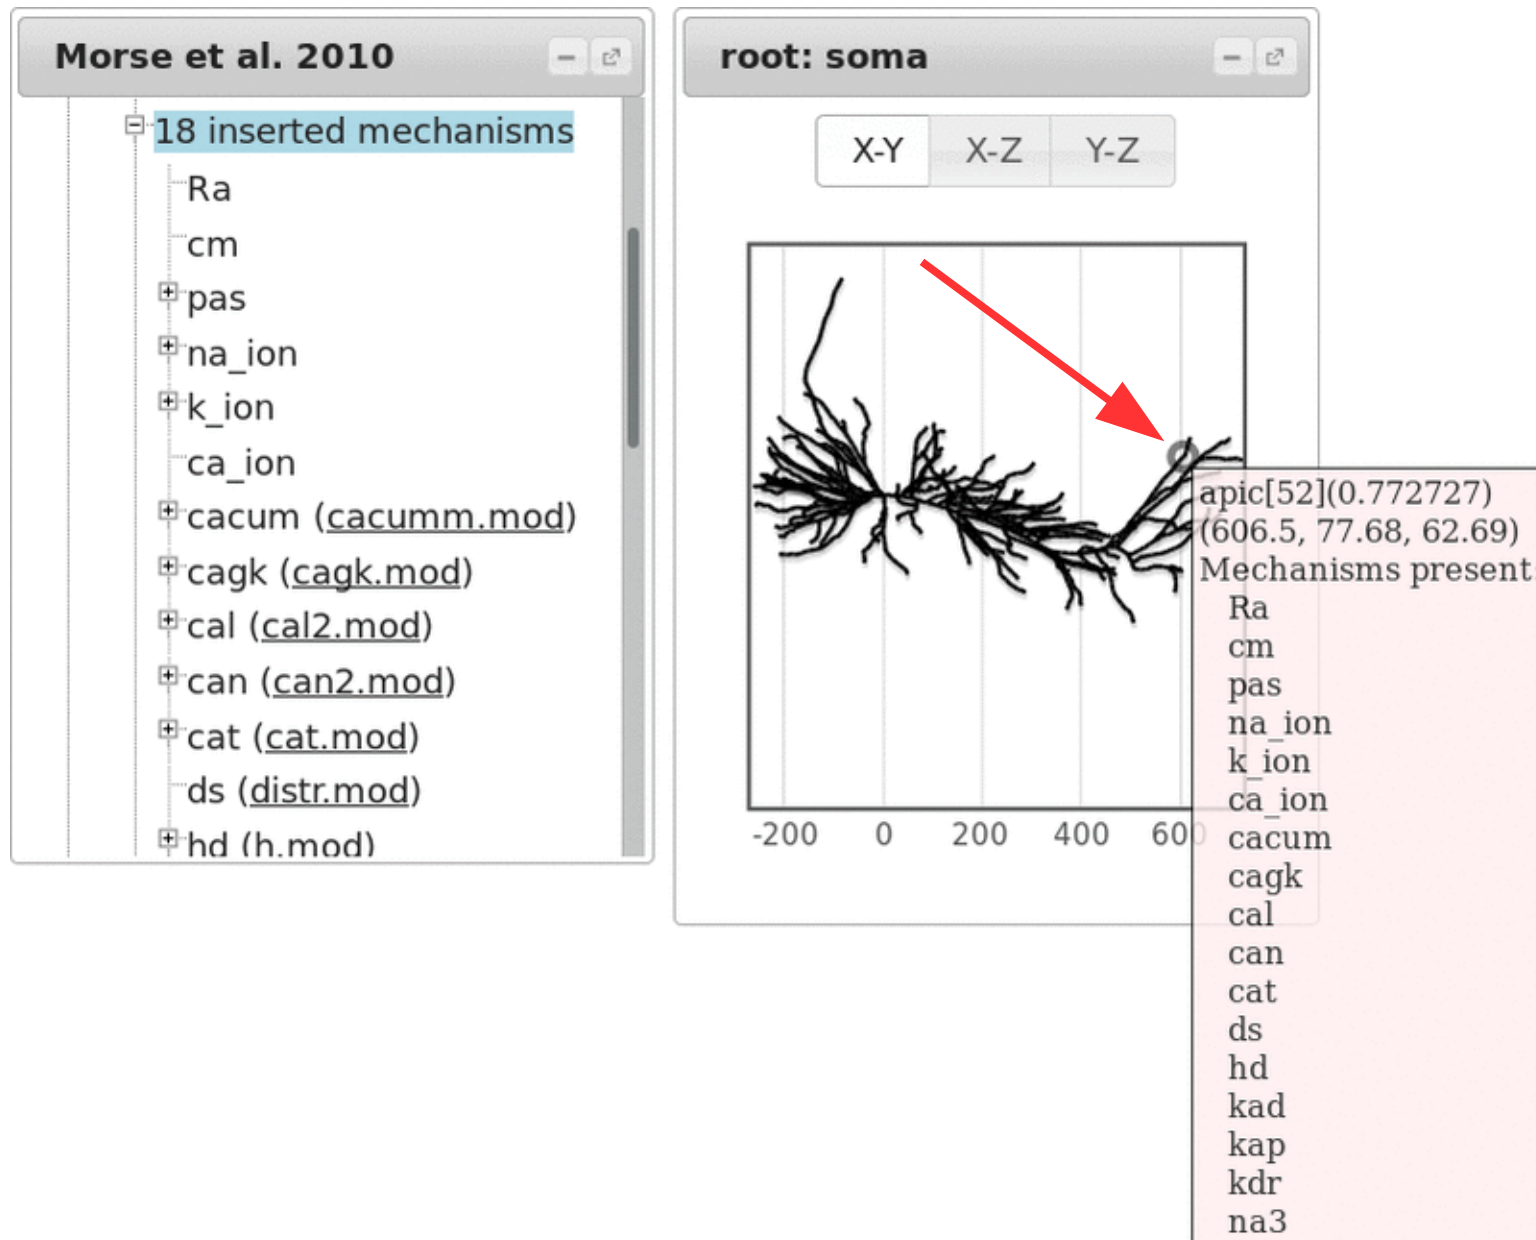 Morse et al. 2010
18 inserted mechanisms
Ra
cm
pas
na_ion
k_ion
ca_ion
cacum (cacumm.mod)
cagk (cagk.mod)
cal (cal2.mod)
can (can2.mod)
cat (cat.mod)
ds (distr.mod)
hd (h.mod)
root: soma
X-Y X-Z Y-Z
-200 0 200 400 600
apic[52](0.772727)
(606.5, 77.68, 62.69)
Mechanisms present:
Ra
cm
pas
na_ion
k_ion
ca_ion
cacum
cagk
cal
can
cat
ds
hd
kad
kap
kdr
na3